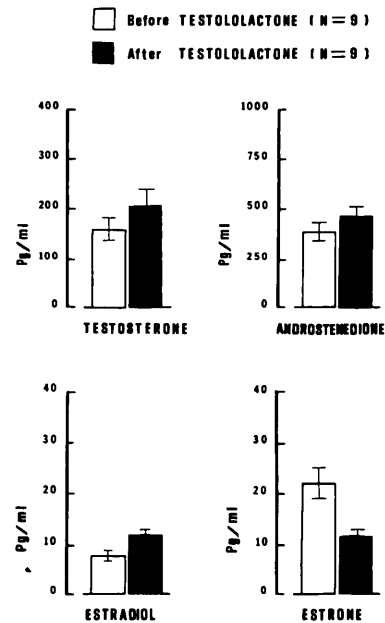 Before TESTOLOLACTONE (N=9)
After TESTOLOLACTONE (N=9)
400
300
200
100
0
Pg/ml
TESTOSTERONE
1000
750
500
250
0
Pg/ml
ANDROSTENEDIONE
40
30
20
10
0
Pg/ml
ESTRADIOL
40
30
20
10
0
Pg/ml
ESTRONE